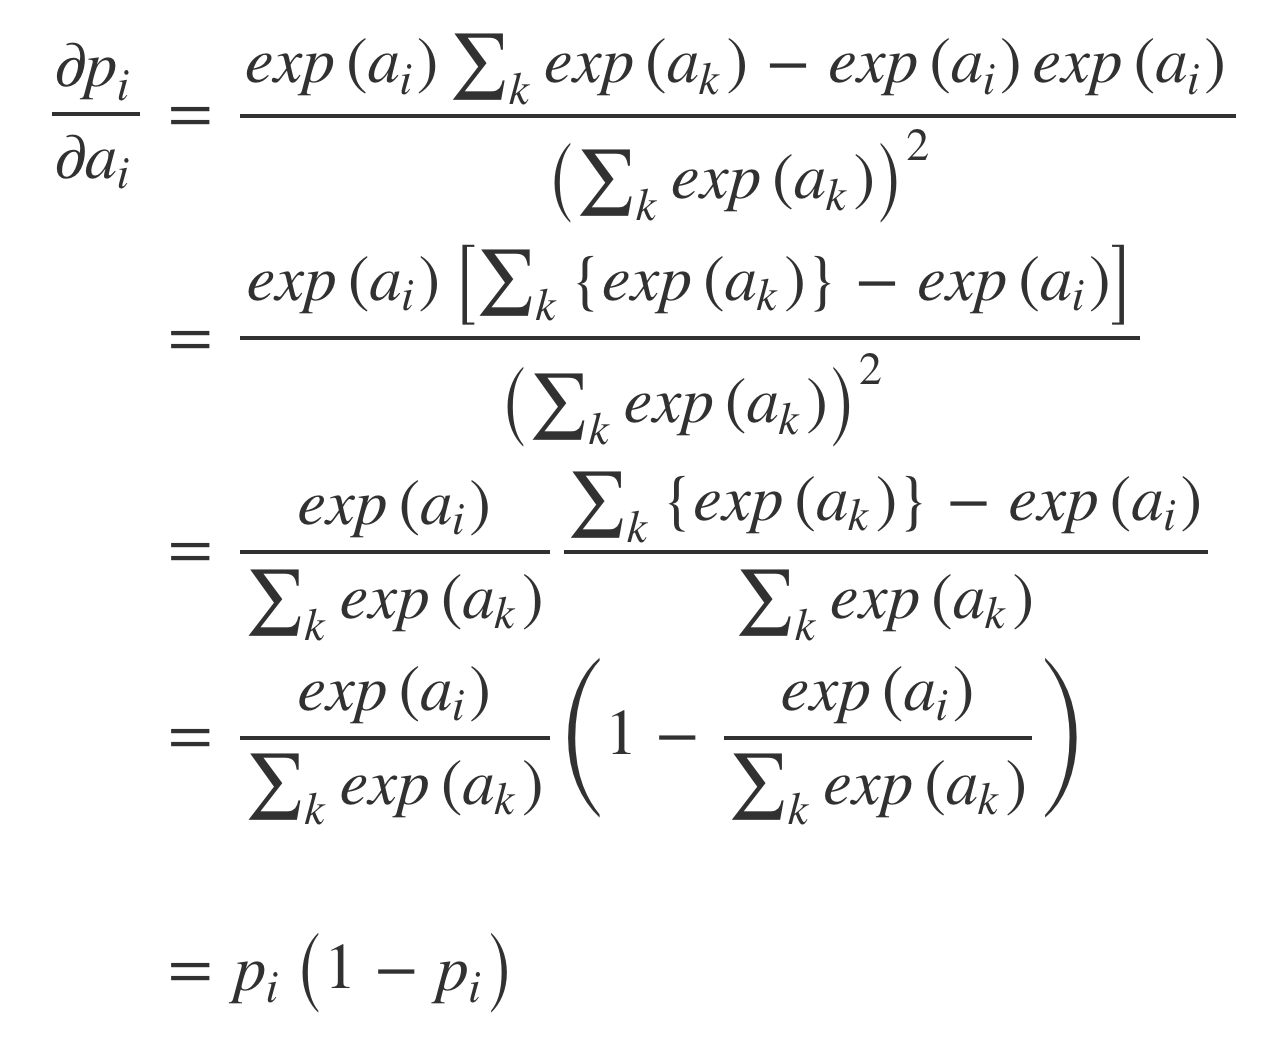 ∂p_i/∂a_i = (exp(a_i) ∑_k exp(a_k) − exp(a_i) exp(a_i)) / (∑_k exp(a_k))^2
= (exp(a_i) [∑_k {exp(a_k)} − exp(a_i)]) / (∑_k exp(a_k))^2
= (exp(a_i) / ∑_k exp(a_k)) ((∑_k {exp(a_k)} − exp(a_i)) / ∑_k exp(a_k))
= (exp(a_i) / ∑_k exp(a_k)) (1 − exp(a_i) / ∑_k exp(a_k))
= p_i (1 − p_i)